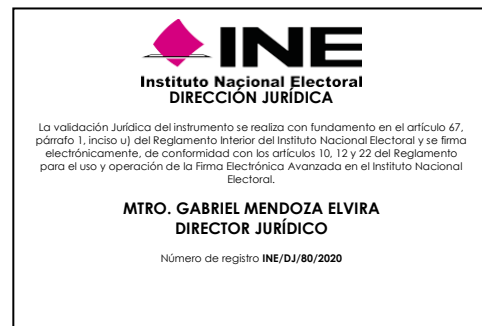 INE
Instituto Nacional Electoral
DIRECCIÓN JURÍDICA
La validación Jurídica del instrumento se realiza con fundamento en el artículo 67,
párrafo 1, inciso u) del Reglamento Interior del Instituto Nacional Electoral y se firma
electrónicamente, de conformidad con los artículos 10, 12 y 22 del Reglamento
para el uso y operación de la Firma Electrónica Avanzada en el Instituto Nacional
Electoral.
MTRO. GABRIEL MENDOZA ELVIRA
DIRECTOR JURÍDICO
Número de registro INE/DJ/80/2020